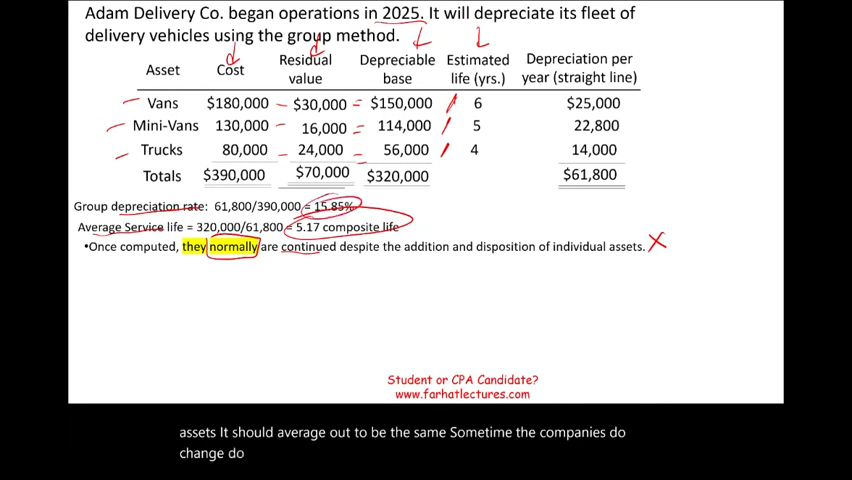 Adam Delivery Co. began operations in 2025. It will depreciate its fleet of
delivery vehicles using the group method.
Asset Cost Residual value Depreciable base Estimated life (yrs.) Depreciation per year (straight line)
Vans $180,000 $30,000 $150,000 6 $25,000
Mini-Vans 130,000 16,000 114,000 5 22,800
Trucks 80,000 24,000 56,000 4 14,000
Totals $390,000 $70,000 $320,000 $61,800
Group depreciation rate: 61,800/390,000 = 15.85%
Average Service life = 320,000/61,800 = 5.17 composite life
•Once computed, they normally are continued despite the addition and disposition of individual assets.
Student or CPA Candidate?
www.farhatlectures.com
assets It should average out to be the same Sometime the companies do
change do